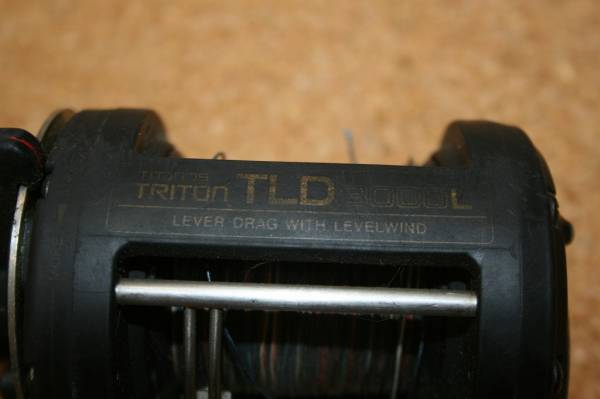 TRITON TLD 3000L
LEVER DRAG WITH LEVELWIND